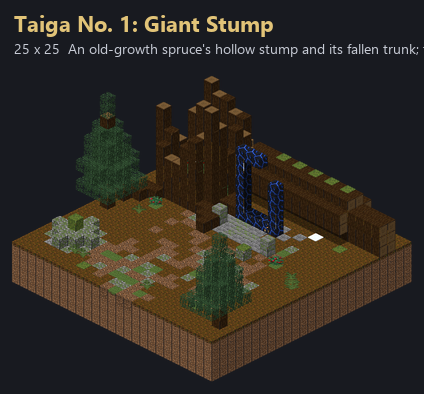 Taiga No. 1: Giant Stump
25 x 25 An old-growth spruce's hollow stump and its fallen trunk;